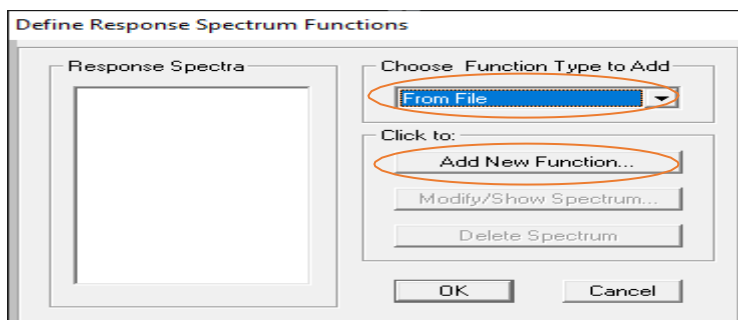 Define Response Spectrum Functions
Response Spectra
Choose Function Type to Add
From File
Click to:
Add New Function...
Modify/Show Spectrum...
Delete Spectrum
OK
Cancel